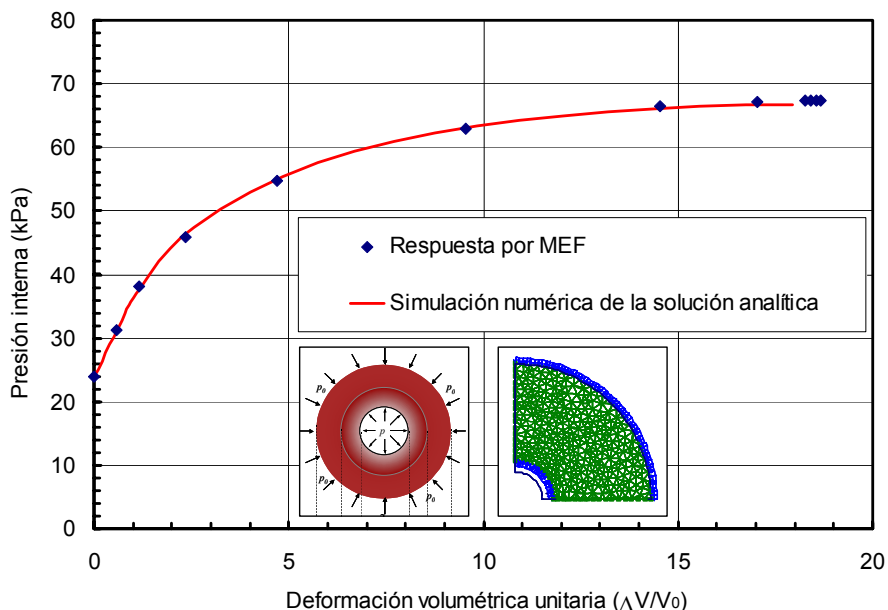 80
70
60
50
40
30
20
10
0
Presión interna (kPa)
Respuesta por MEF
Simulación numérica de la solución analítica
p₀
p₀
p
p₀
p₀
0
5
10
15
20
Deformación volumétrica unitaria (ΔV/V₀)